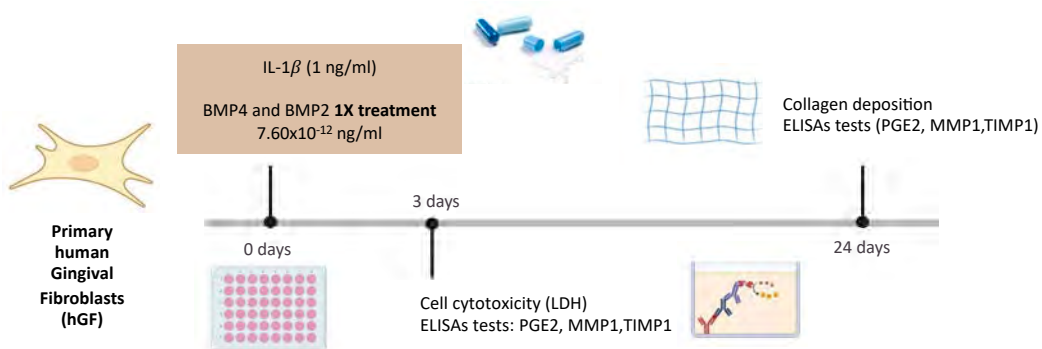 IL-1β (1 ng/ml)
BMP4 and BMP2 1X treatment
7.60x10⁻¹² ng/ml
Collagen deposition
ELISAs tests (PGE2, MMP1,TIMP1)
3 days
Primary
human
Gingival
Fibroblasts
(hGF)
0 days
24 days
Cell cytotoxicity (LDH)
ELISAs tests: PGE2, MMP1,TIMP1